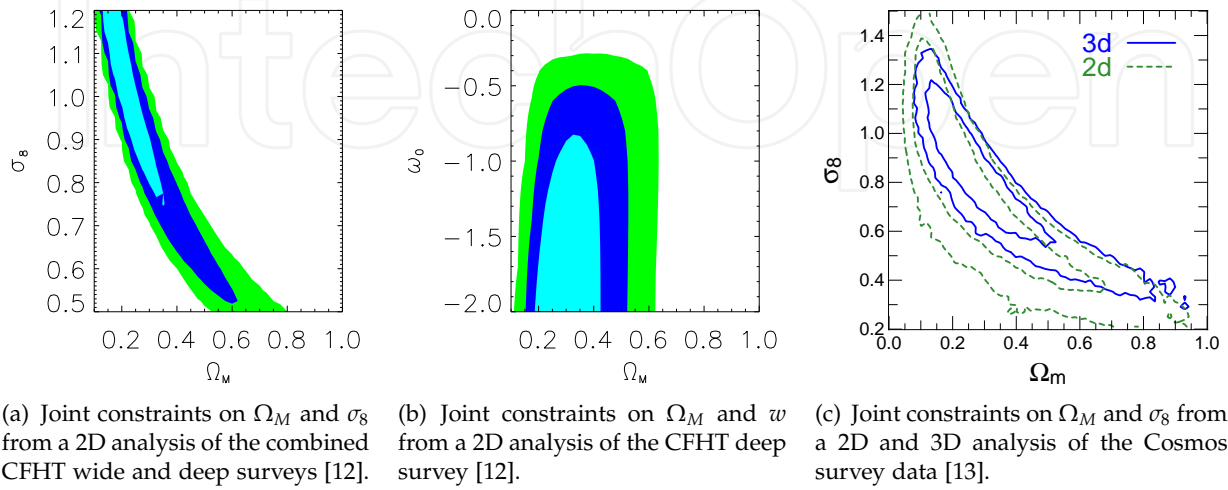 IntechOpen
1.2
1.1
1.0
0.9
0.8
0.7
0.6
0.5
σ₈
0.2 0.4 0.6 0.8 1.0
Ω_M
0.0
−0.5
−1.0
−1.5
−2.0
ω₀
0.2 0.4 0.6 0.8 1.0
Ω_M
3d
2d
1.4
1.2
1.0
0.8
0.6
0.4
0.2
σ₈
0.0 0.2 0.4 0.6 0.8 1.0
Ωm
(a) Joint constraints on Ω_M and σ₈
from a 2D analysis of the combined
CFHT wide and deep surveys [12].
(b) Joint constraints on Ω_M and w
from a 2D analysis of the CFHT deep
survey [12].
(c) Joint constraints on Ω_M and σ₈ from
a 2D and 3D analysis of the Cosmos
survey data [13].